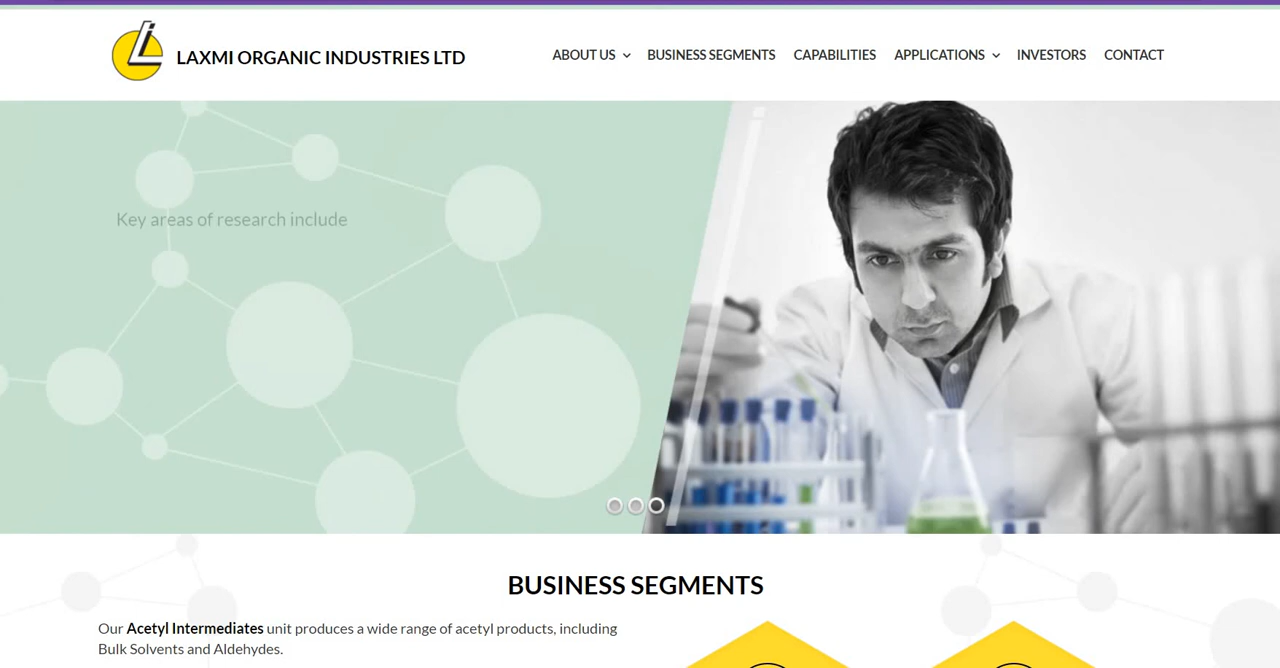 LAXMI ORGANIC INDUSTRIES LTD
ABOUT US BUSINESS SEGMENTS CAPABILITIES APPLICATIONS INVESTORS CONTACT
Key areas of research include
BUSINESS SEGMENTS
Our Acetyl Intermediates unit produces a wide range of acetyl products, including
Bulk Solvents and Aldehydes.